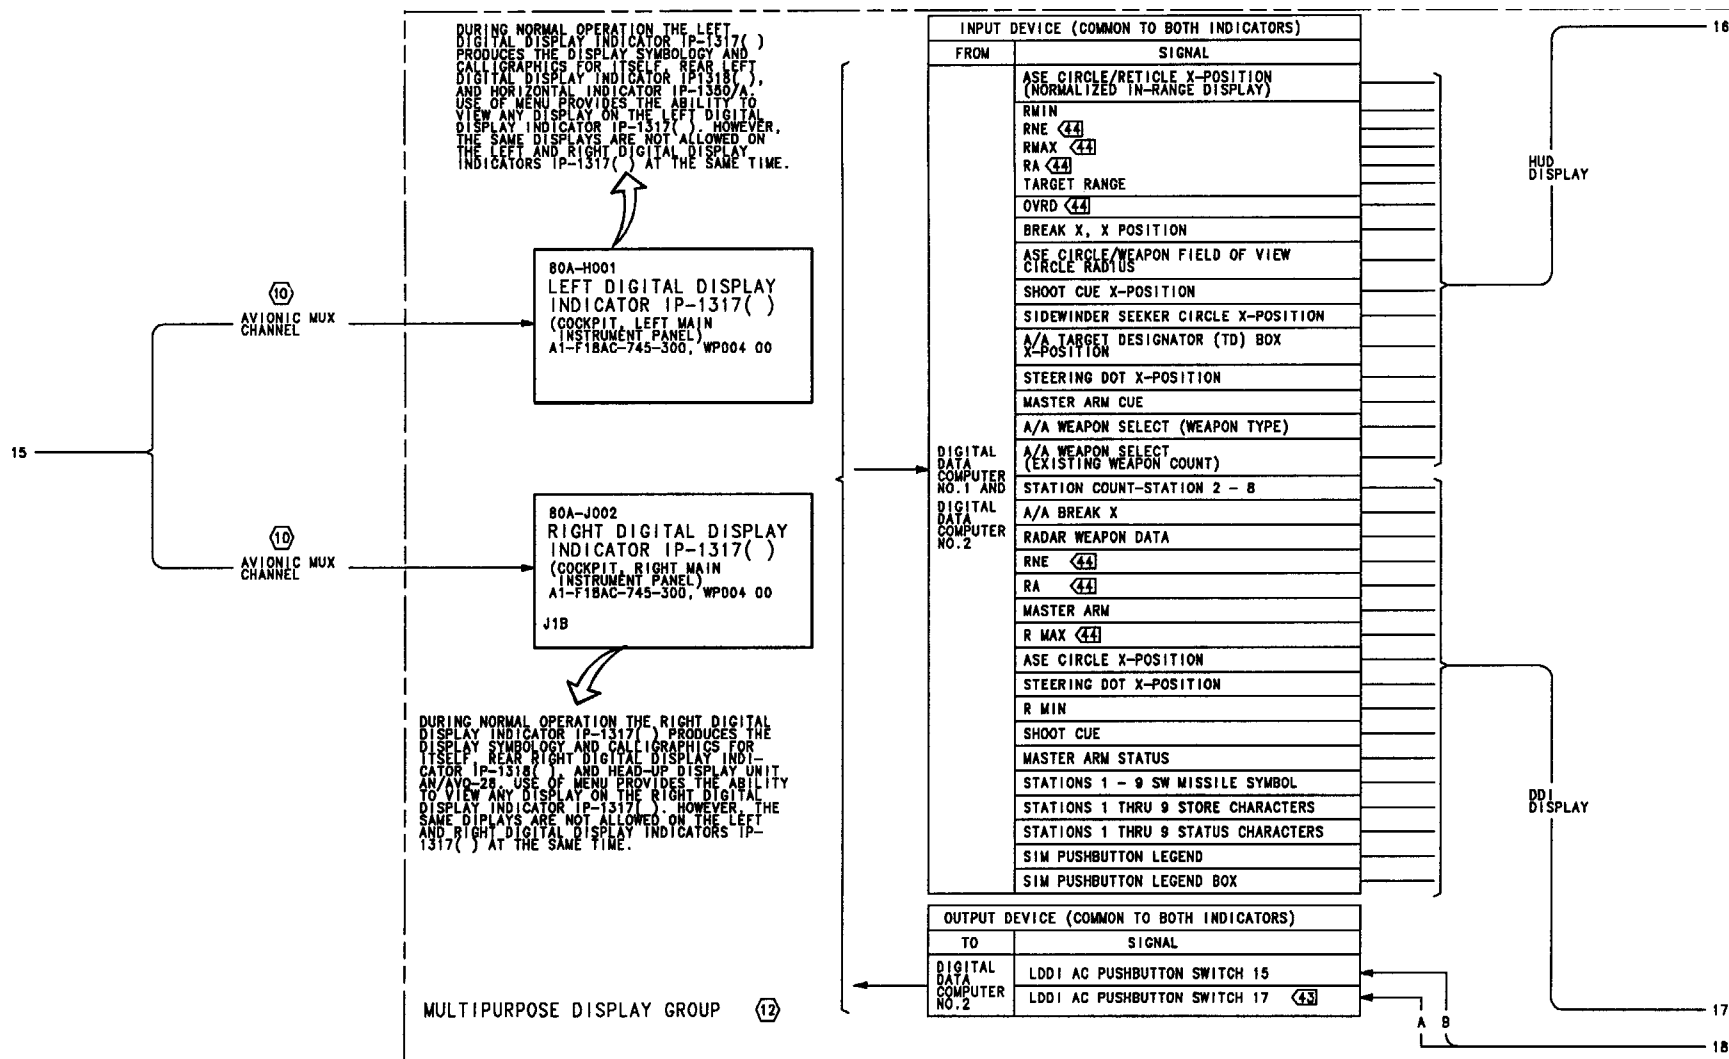 DURING NORMAL OPERATION THE LEFT
DIGITAL DISPLAY INDICATOR IP-1317( )
PRODUCES THE DISPLAY SYMBOLOGY AND
CALLIGRAPHICS FOR ITSELF, REAR LEFT
DIGITAL DISPLAY INDICATOR IP1318( ),
AND HORIZONTAL INDICATOR IP-1350/A.
USE OF MENU PROVIDES THE ABILITY TO
VIEW ANY DISPLAY ON THE LEFT DIGITAL
DISPLAY INDICATOR IP-1317( ). HOWEVER,
THE SAME DISPLAYS ARE NOT ALLOWED ON
THE LEFT AND RIGHT DIGITAL DISPLAY
INDICATORS IP-1317( ) AT THE SAME TIME.
80A-H001
LEFT DIGITAL DISPLAY
INDICATOR IP-1317( )
(COCKPIT, LEFT MAIN
INSTRUMENT PANEL)
A1-F18AC-745-300, WP004 00
10
AVIONIC MUX
CHANNEL
15
10
AVIONIC MUX
CHANNEL
80A-J002
RIGHT DIGITAL DISPLAY
INDICATOR IP-1317( )
(COCKPIT, RIGHT MAIN
INSTRUMENT PANEL)
A1-F18AC-745-300, WP004 00
J1B
DURING NORMAL OPERATION THE RIGHT DIGITAL
DISPLAY INDICATOR IP-1317( ) PRODUCES THE
DISPLAY SYMBOLOGY AND CALLIGRAPHICS FOR
ITSELF, REAR RIGHT DIGITAL DISPLAY INDI-
CATOR IP-1318( ), AND HEAD-UP DISPLAY UNIT
AN/AVQ-28. USE OF MENU PROVIDES THE ABILITY
TO VIEW ANY DISPLAY ON THE RIGHT DIGITAL
DISPLAY INDICATOR IP-1317( ). HOWEVER, THE
SAME DIPLAYS ARE NOT ALLOWED ON THE LEFT
AND RIGHT DIGITAL DISPLAY INDICATORS IP-
1317( ) AT THE SAME TIME.
MULTIPURPOSE DISPLAY GROUP 12
INPUT DEVICE (COMMON TO BOTH INDICATORS)
FROM SIGNAL
DIGITAL
DATA
COMPUTER
NO.1 AND
DIGITAL
DATA
COMPUTER
NO.2
ASE CIRCLE/RETICLE X-POSITION
(NORMALIZED IN-RANGE DISPLAY)
RMIN
RNE 44
RMAX 44
RA 44
TARGET RANGE
OVRD 44
BREAK X, X POSITION
ASE CIRCLE/WEAPON FIELD OF VIEW
CIRCLE RADIUS
SHOOT CUE X-POSITION
SIDEWINDER SEEKER CIRCLE X-POSITION
A/A TARGET DESIGNATOR (TD) BOX
X-POSITION
STEERING DOT X-POSITION
MASTER ARM CUE
A/A WEAPON SELECT (WEAPON TYPE)
A/A WEAPON SELECT
(EXISTING WEAPON COUNT)
STATION COUNT-STATION 2 - 8
A/A BREAK X
RADAR WEAPON DATA
RNE 44
RA 44
MASTER ARM
R MAX 44
ASE CIRCLE X-POSITION
STEERING DOT X-POSITION
R MIN
SHOOT CUE
MASTER ARM STATUS
STATIONS 1 - 9 SW MISSILE SYMBOL
STATIONS 1 THRU 9 STORE CHARACTERS
STATIONS 1 THRU 9 STATUS CHARACTERS
SIM PUSHBUTTON LEGEND
SIM PUSHBUTTON LEGEND BOX
OUTPUT DEVICE (COMMON TO BOTH INDICATORS)
TO SIGNAL
DIGITAL
DATA
COMPUTER
NO.2
LDDI AC PUSHBUTTON SWITCH 15
LDDI AC PUSHBUTTON SWITCH 17 43
HUD
DISPLAY
DDI
DISPLAY
A B
16
17
18